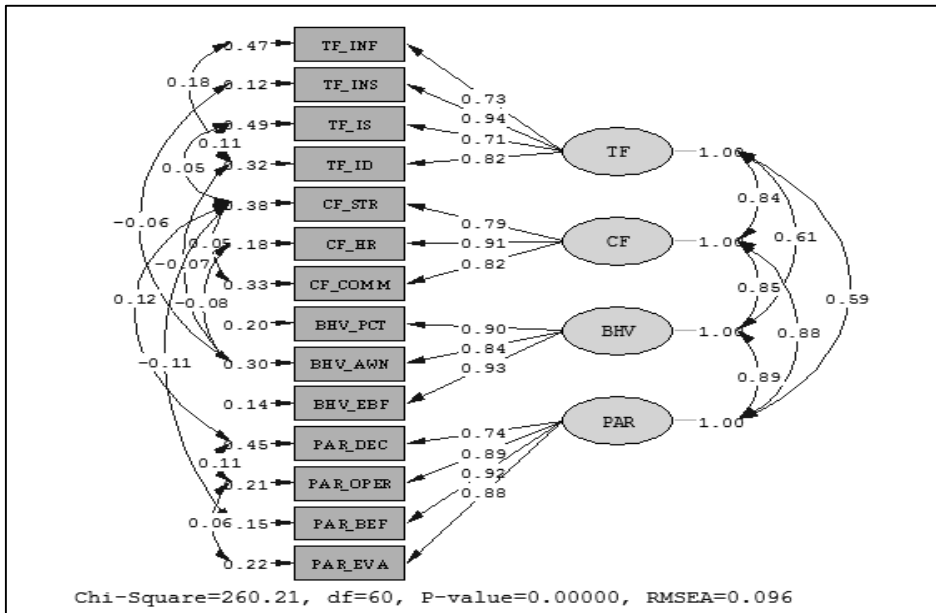 0.47 TF_INF
0.73
0.18 0.12 TF_INS
0.94
0.49 TF_IS
0.71
0.11
0.82
TF 1.00
0.05 0.32 TF_ID
0.84
0.38 CF_STR
0.79
-0.06
0.61
0.05 0.18 CF_HR
0.91
CF 1.00
-0.07
0.82
0.33 CF_COMM
0.85
0.59
0.12 -0.08
0.88
0.20 BHV_PCT
0.90
BHV 1.00
0.84
-0.11 0.30 BHV_AWN
0.93
0.89
0.14 BHV_EBF
PAR 1.00
0.45 PAR_DEC
0.74
0.89
0.11
0.92
0.21 PAR_OPER
0.88
0.06 .15 PAR_BEF
0.22 PAR_EVA
Chi-Square=260.21, df=60, P-value=0.00000, RMSEA=0.096